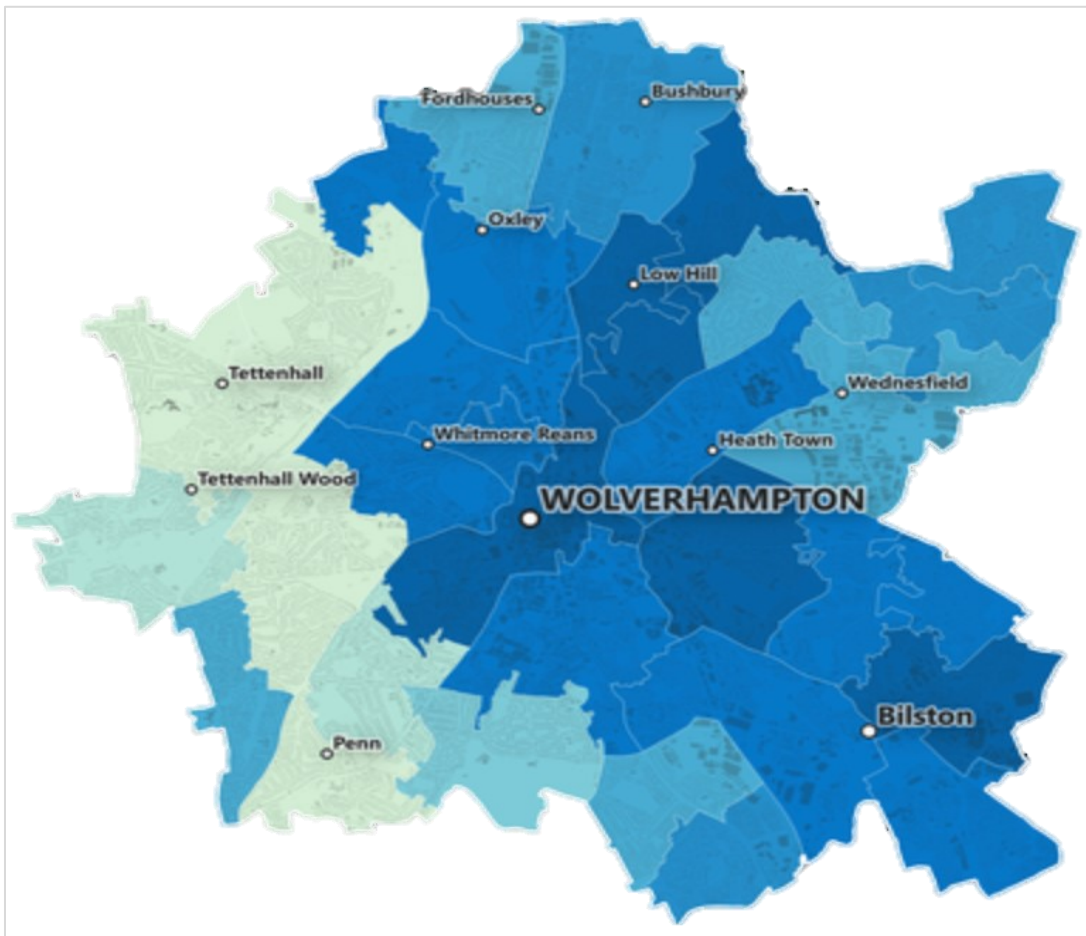 Fordhouses
Bushbury
Oxley
Low Hill
Tettenhall
Wednesfield
Whitmore Reans
Heath Town
Tettenhall Wood
WOLVERHAMPTON
Bilston
Penn